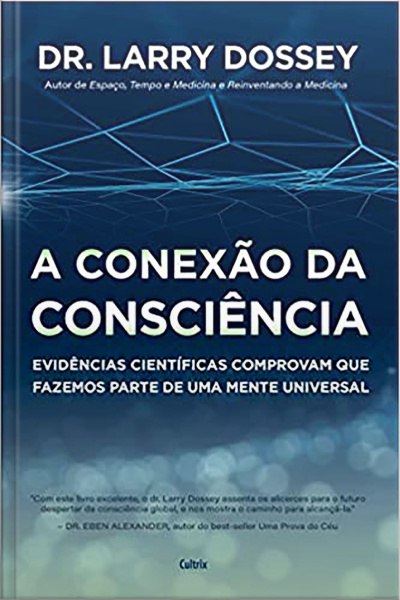 DR. LARRY DOSSEY
Autor de Espaço, Tempo e Medicina e Reinventando a Medicina
A CONEXÃO DA
CONSCIÊNCIA
EVIDÊNCIAS CIENTÍFICAS COMPROVAM QUE
FAZEMOS PARTE DE UMA MENTE UNIVERSAL
"Com este livro excelente, o dr. Larry Dossey assenta os alicerces para o futuro
despertar da consciência global, e nos mostra o caminho para alcançá-la."
– DR. EBEN ALEXANDER, autor do best-seller Uma Prova do Céu
Cultrix